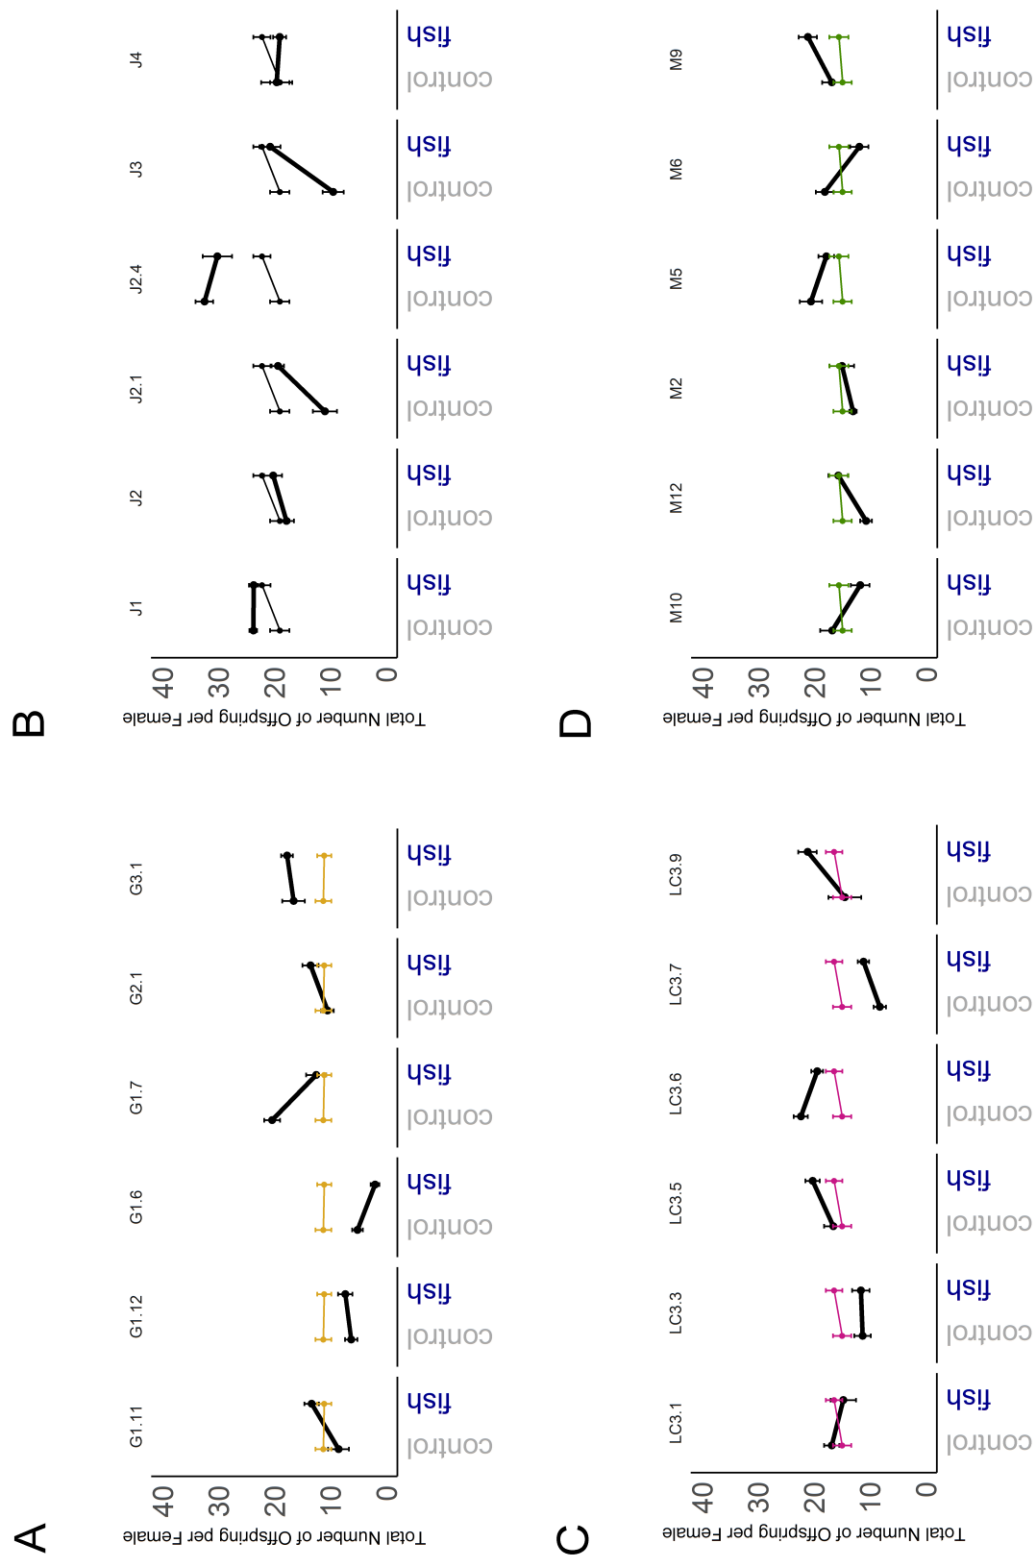 A
Total Number of Offspring per Female
40
30
20
10
0
G1.11
G1.12
G1.6
G1.7
G2.1
G3.1
control fish control fish control fish control fish control fish control fish
B
Total Number of Offspring per Female
40
30
20
10
0
J1
J2
J2.1
J2.4
J3
J4
control fish control fish control fish control fish control fish control fish
C
Total Number of Offspring per Female
40
30
20
10
0
LC3.1
LC3.3
LC3.5
LC3.6
LC3.7
LC3.9
control fish control fish control fish control fish control fish control fish
D
Total Number of Offspring per Female
40
30
20
10
0
M10
M12
M2
M5
M6
M9
control fish control fish control fish control fish control fish control fish